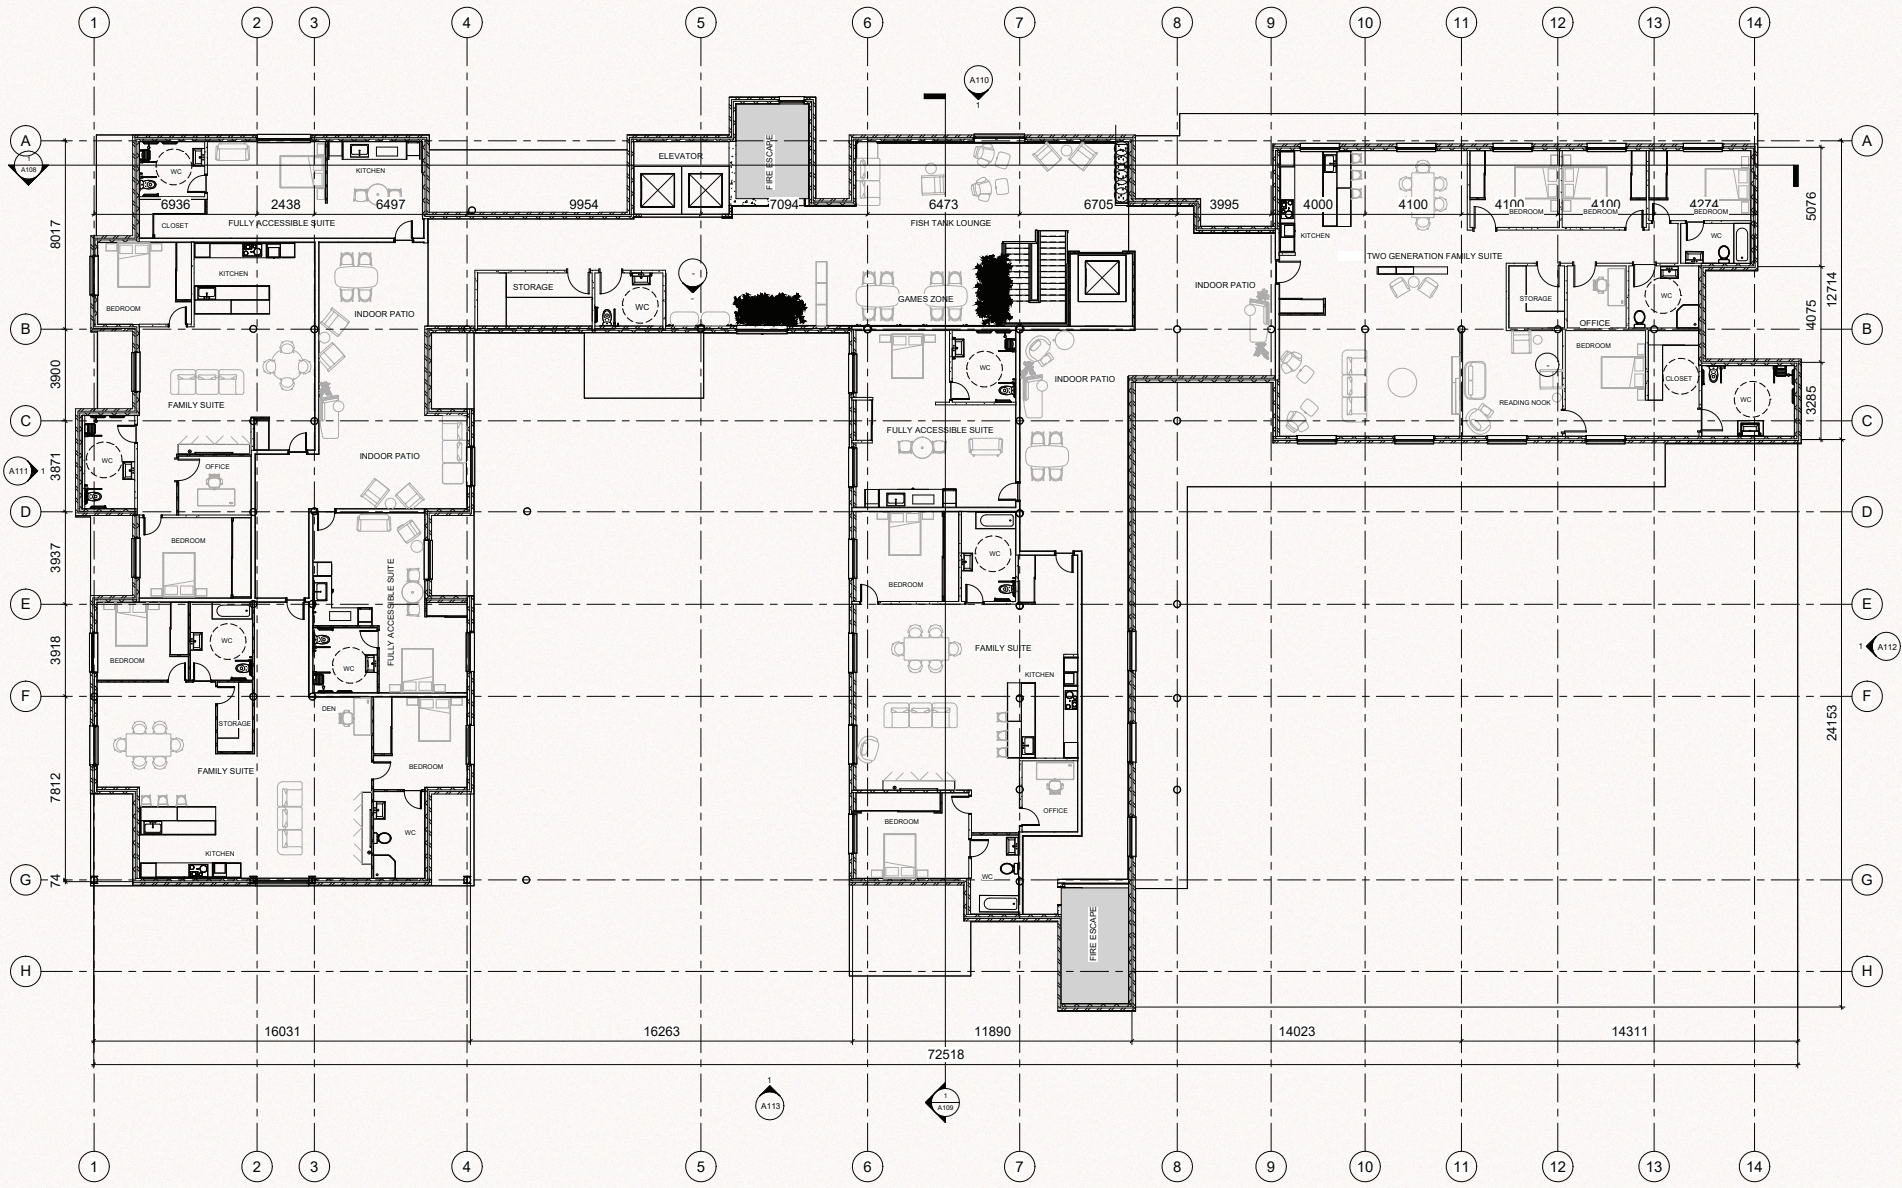 1 2 3 4 5 6 7 8 9 10 11 12 13 14
A110
1
A A
1
A108
ELEVATOR
FIRE ESCAPE
WC
KITCHEN
6936 2438 6497 9954 7094 6473 6705 3995 4000 4100 4100 4100 4274
BEDROOM BEDROOM BEDROOM
CLOSET FULLY ACCESSIBLE SUITE
FISH TANK LOUNGE
KITCHEN
WC
8017
5076
TWO GENERATION FAMILY SUITE
KITCHEN
INDOOR PATIO
STORAGE
WC
GAMES ZONE
STORAGE
WC
OFFICE
BEDROOM
INDOOR PATIO
12714
4075
B B
3900
BEDROOM
WC
INDOOR PATIO
FAMILY SUITE
CLOSET
READING NOOK
WC
3285
C C
FULLY ACCESSIBLE SUITE
INDOOR PATIO
WC
OFFICE
A111
1
3871
D D
BEDROOM
3937
WC
BEDROOM
FULLY ACCESSIBLE SUITE
E E
3918
WC
BEDROOM
WC
FAMILY SUITE
KITCHEN
1
A112
F F
DEN
STORAGE
24153
FAMILY SUITE
BEDROOM
7812
OFFICE
BEDROOM
WC
KITCHEN
WC
74
G G
FIRE ESCAPE
H H
16031 16263 11890 14023 14311
72518
1
A113
1
A109
1 2 3 4 5 6 7 8 9 10 11 12 13 14